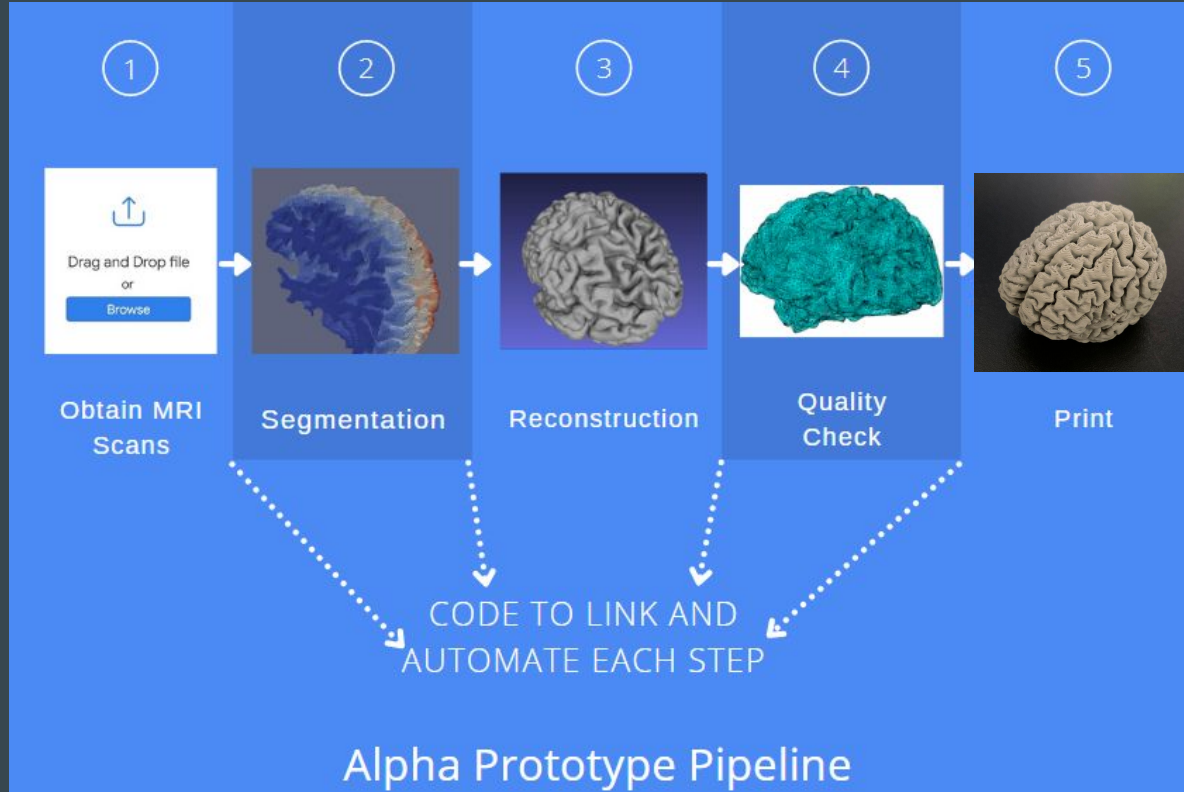 1
2
3
4
5
Drag and Drop file
or
Browse
Obtain MRI
Scans
Segmentation
Reconstruction
Quality
Check
Print
CODE TO LINK AND
AUTOMATE EACH STEP
Alpha Prototype Pipeline